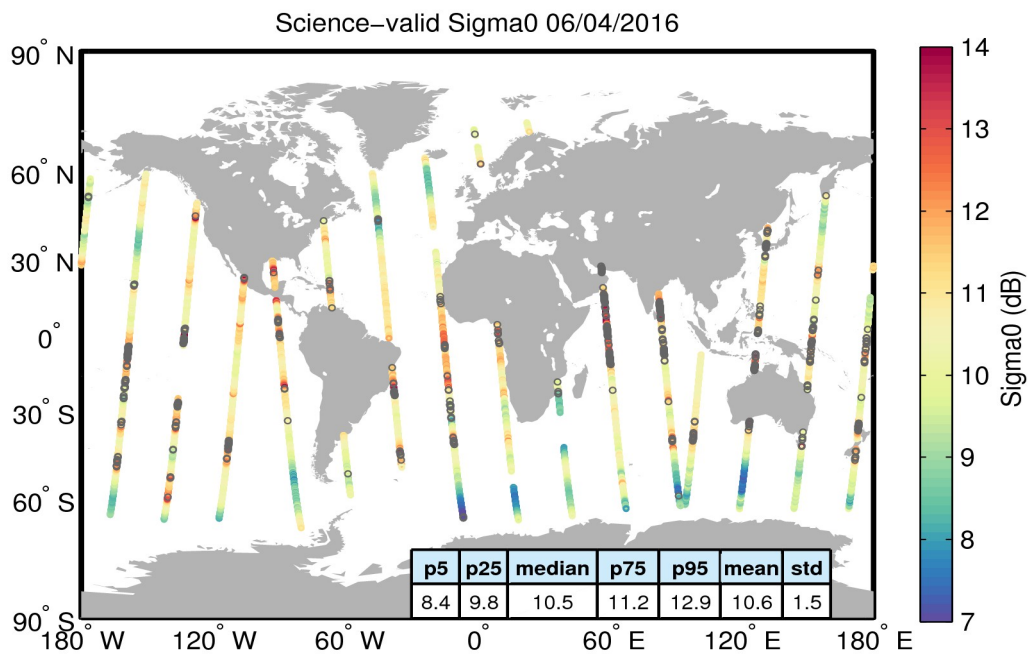 Science−valid Sigma0 06/04/2016
90° N
60° N
30° N
0°
30° S
60° S
90° S
180° W
120° W
60° W
0°
60° E
120° E
180° E
p5 p25 median p75 p95 mean std
8.4 9.8 10.5 11.2 12.9 10.6 1.5
14
13
12
11
10
9
8
7
Sigma0 (dB)